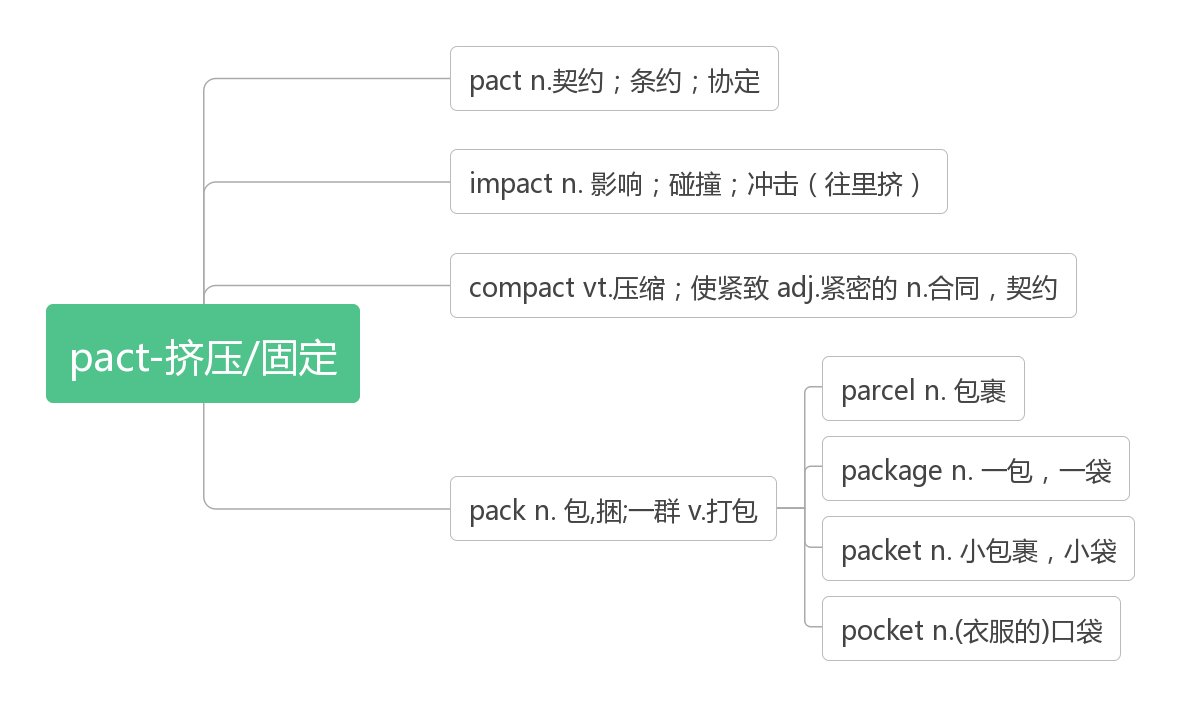 pact n.契约；条约；协定
impact n. 影响；碰撞；冲击（往里挤）
compact vt.压缩；使紧致 adj.紧密的 n.合同，契约
pact-挤压/固定
parcel n. 包裹
package n. 一包，一袋
pack n. 包,捆;一群 v.打包
packet n. 小包裹，小袋
pocket n.(衣服的)口袋